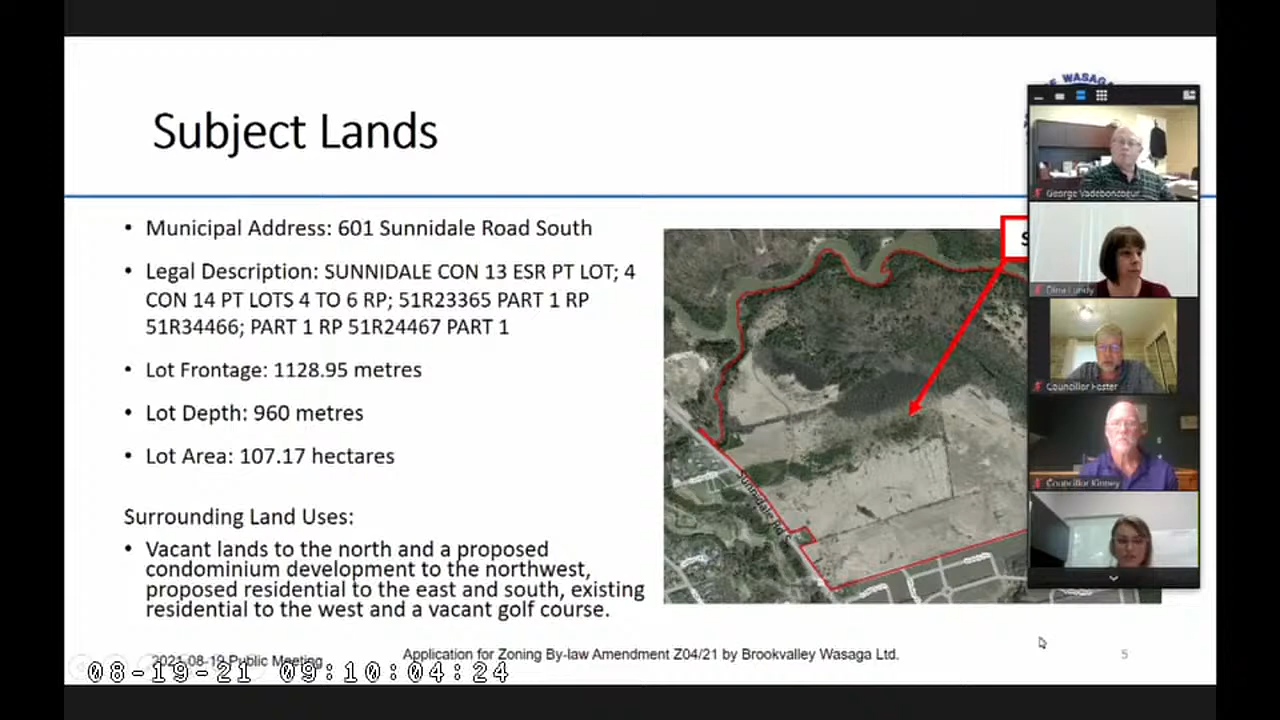 WASAGA
Subject Lands
George Vadeboncoeur
• Municipal Address: 601 Sunnidale Road South
• Legal Description: SUNNIDALE CON 13 ESR PT LOT; 4
CON 14 PT LOTS 4 TO 6 RP; 51R23365 PART 1 RP
51R34466; PART 1 RP 51R24467 PART 1
S
Dina Lundy
• Lot Frontage: 1128.95 metres
Councillor Foster
• Lot Depth: 960 metres
• Lot Area: 107.17 hectares
Sunnidale Rd S
Councillor Kinney
Surrounding Land Uses:
• Vacant lands to the north and a proposed
condominium development to the northwest,
proposed residential to the east and south, existing
residential to the west and a vacant golf course.
2021-08-19 Public Meeting
Application for Zoning By-law Amendment Z04/21 by Brookvalley Wasaga Ltd.
5
08-19-21 09:10:04:24